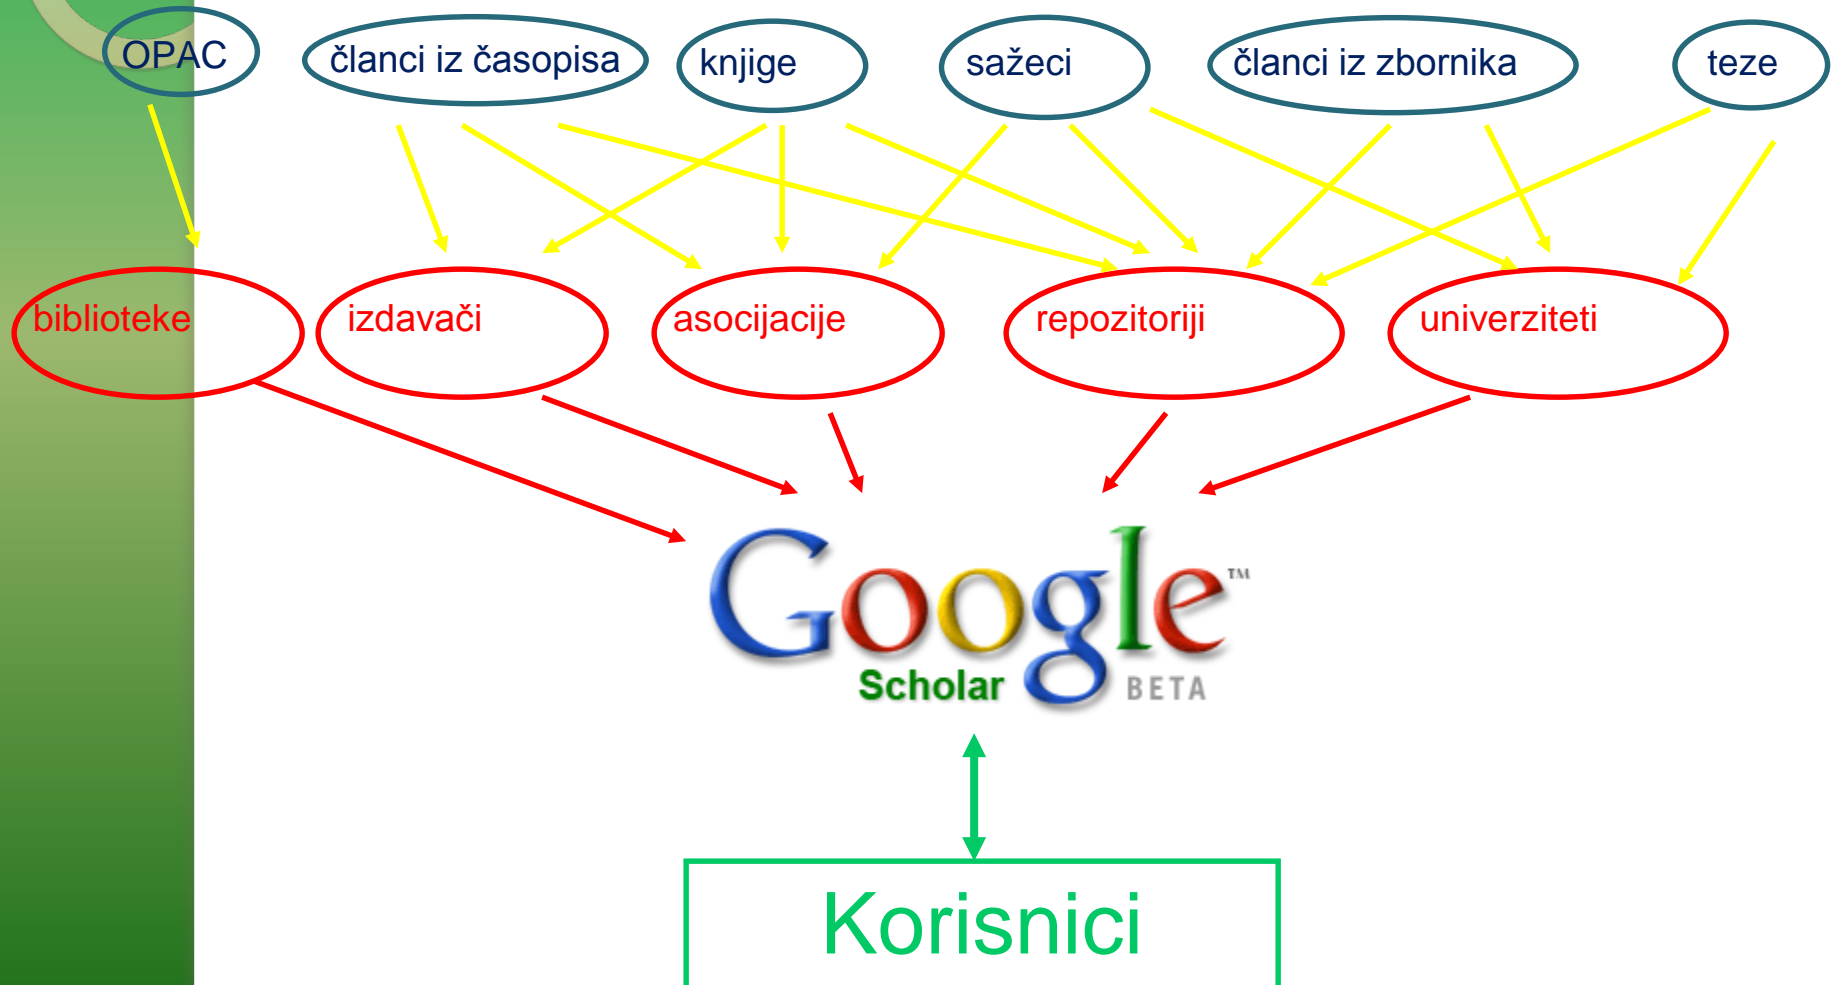 OPAC
članci iz časopisa
knjige
sažeci
članci iz zbornika
teze
biblioteke
izdavači
asocijacije
repozitoriji
univerziteti
Google™
Scholar BETA
Korisnici